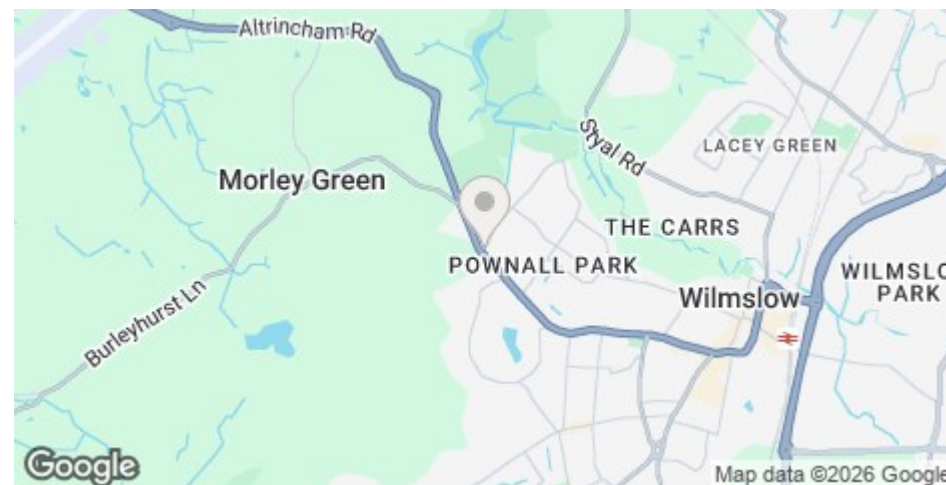 Altrincham Rd
Styal Rd
LACEY GREEN
Morley Green
THE CARRS
POWNALL PARK
WILMSLO
PARK
Wilmslow
Burleyhurst Ln
Google
Map data ©2026 Google